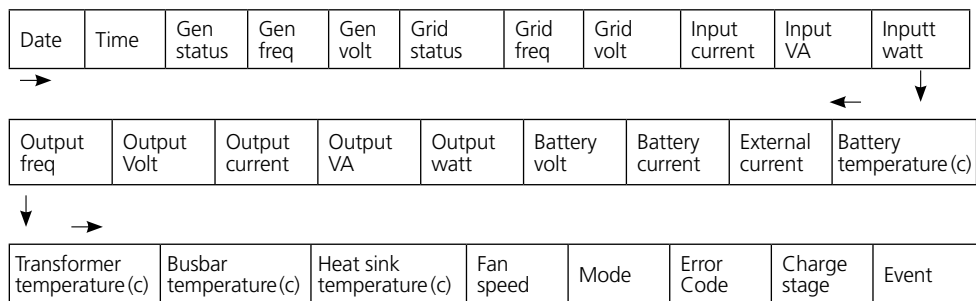 Date
Time
Gen
status
Gen
freq
Gen
volt
Grid
status
Grid
freq
Grid
volt
Input
current
Input
VA
Inputt
watt
Output
freq
Output
Volt
Output
current
Output
VA
Output
watt
Battery
volt
Battery
current
External
current
Battery
temperature(c)
Transformer
temperature(c)
Busbar
temperature(c)
Heat sink
temperature(c)
Fan
speed
Mode
Error
Code
Charge
stage
Event